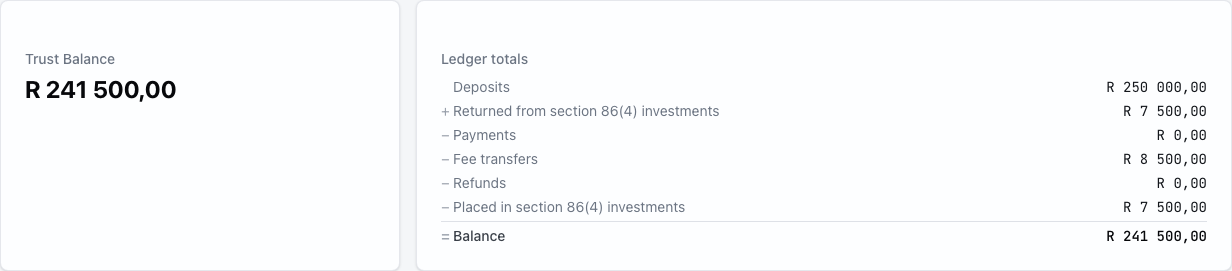 Trust Balance
R 241 500,00
Ledger totals
Deposits R 250 000,00
+ Returned from section 86(4) investments R 7 500,00
− Payments R 0,00
− Fee transfers R 8 500,00
− Refunds R 0,00
− Placed in section 86(4) investments R 7 500,00
= Balance R 241 500,00